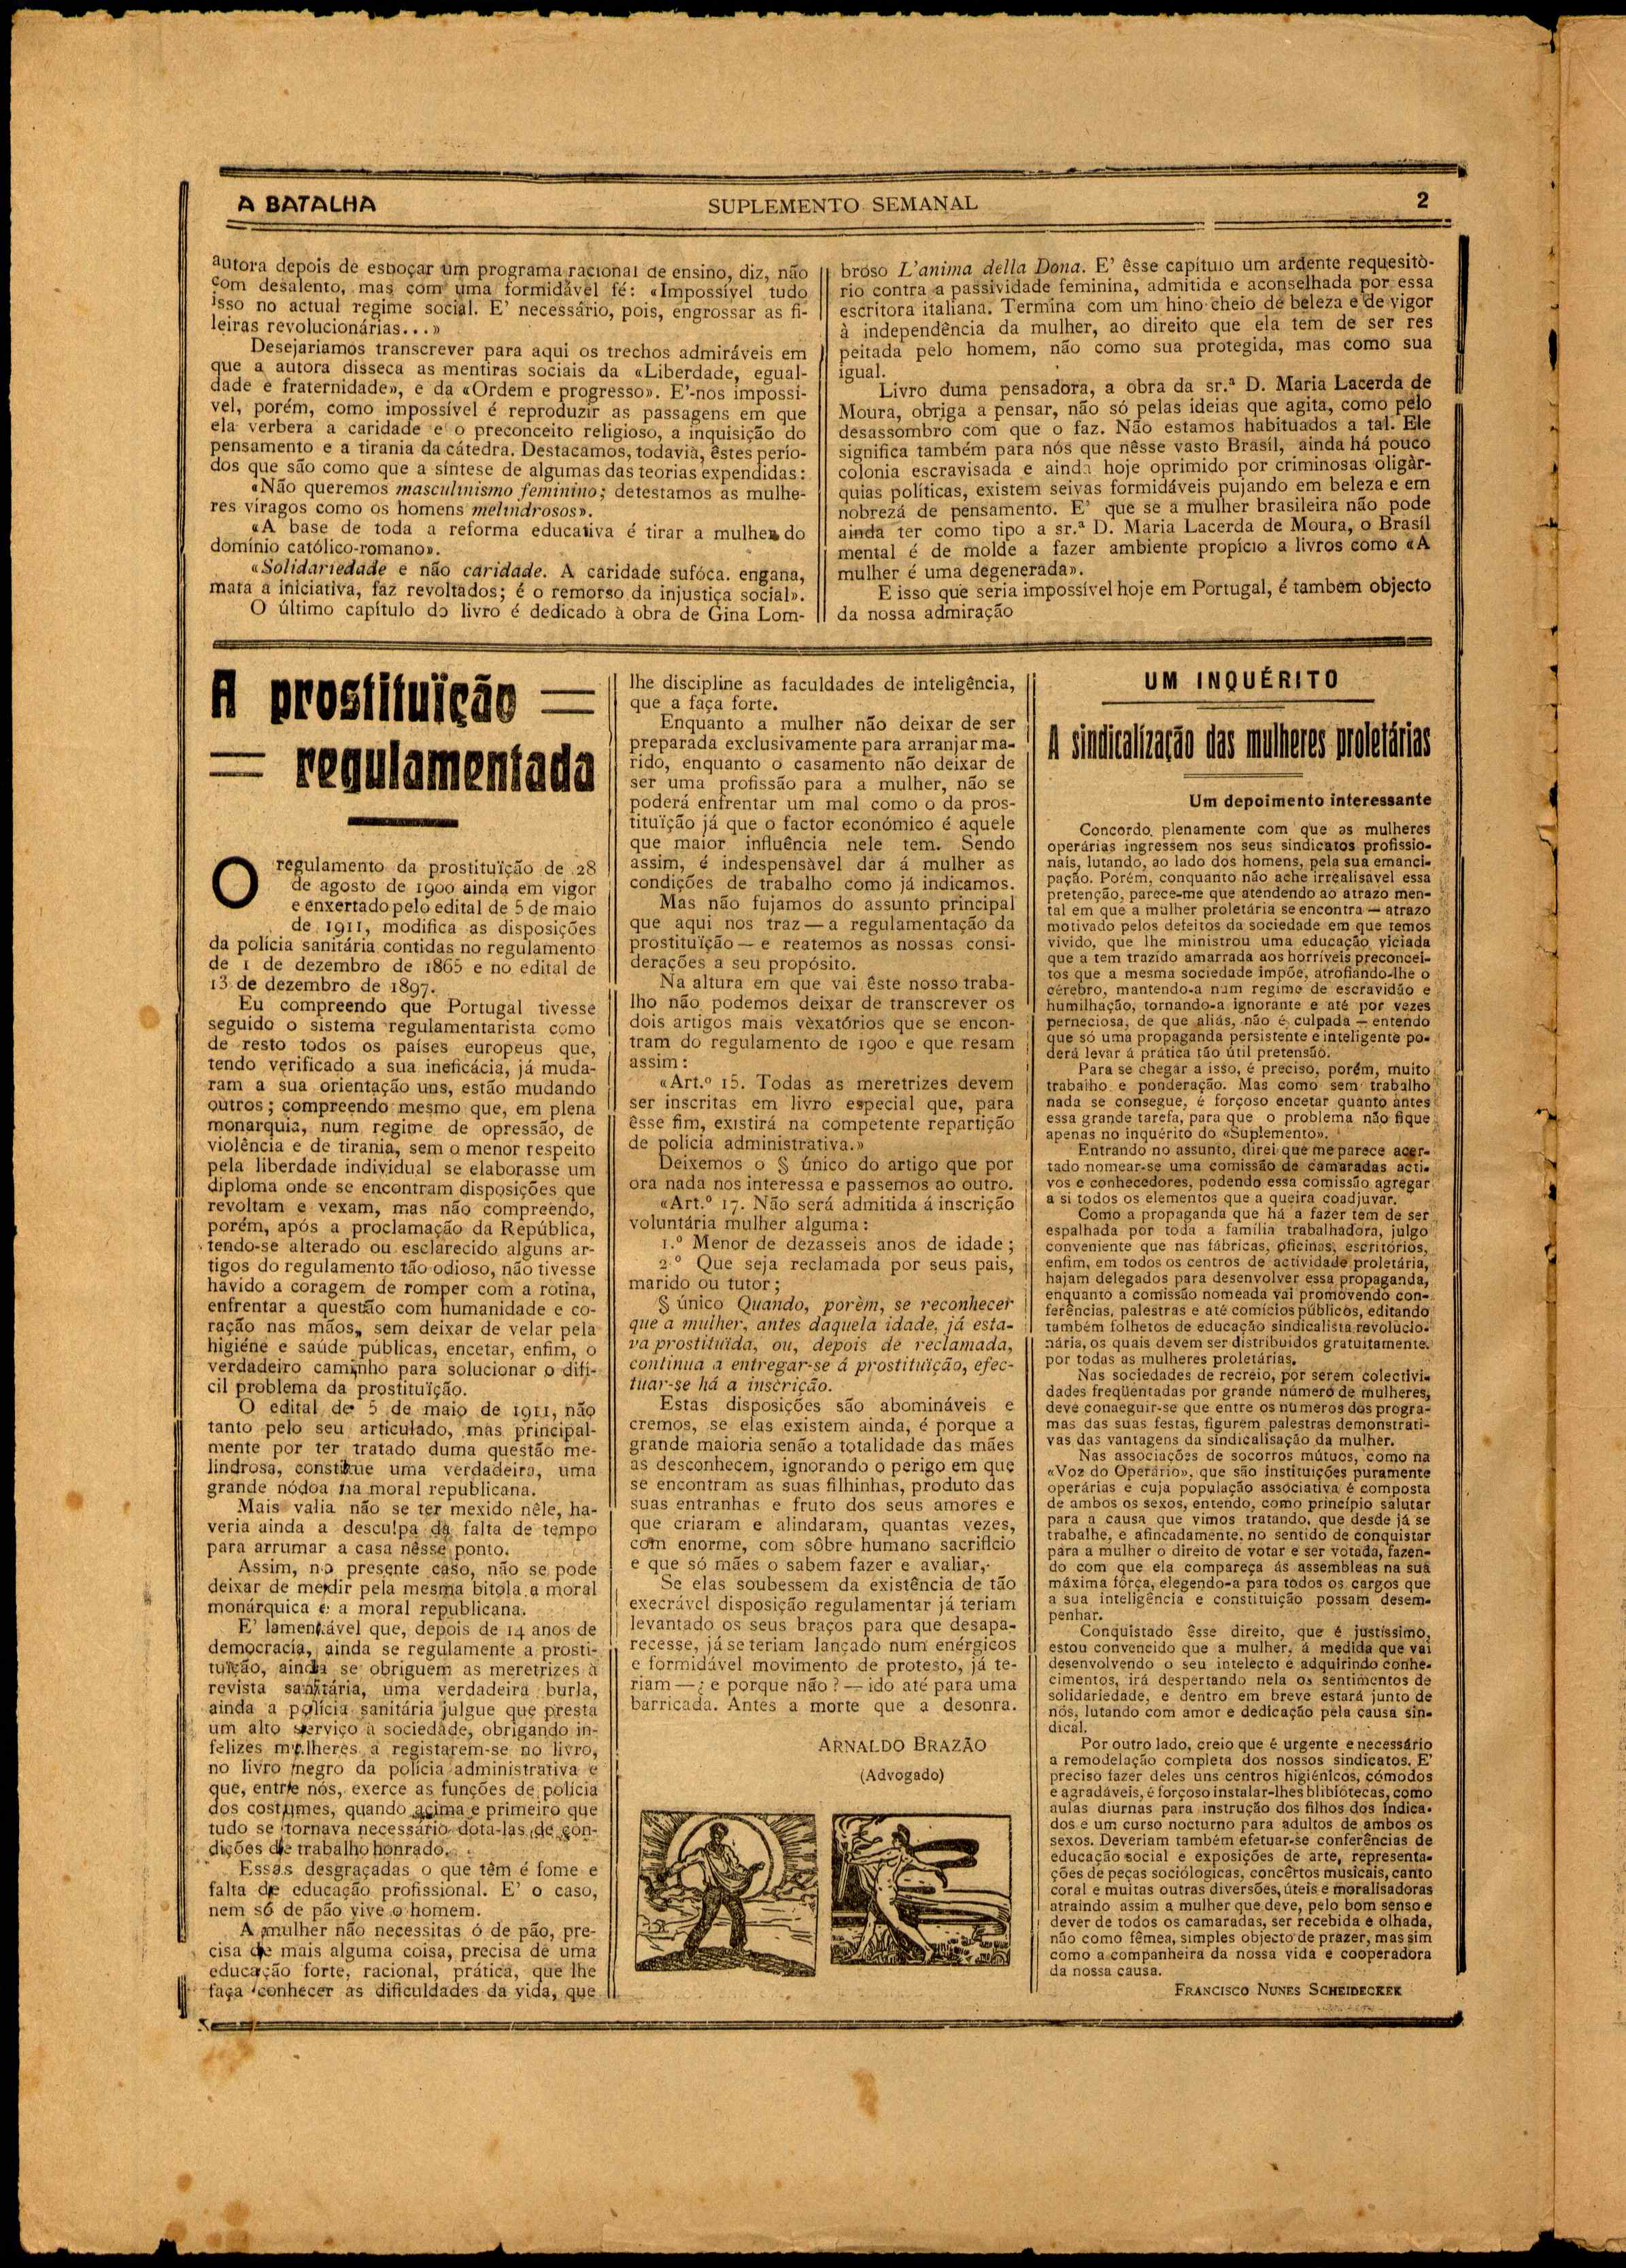 A BATALHA
SUPLEMENTO SEMANAL
2
autora depois de esboçar um programa racional de ensino, diz, não
com desalento, mas com uma formidável fé: «Impossível tudo
isso no actual regime social. E' necessário, pois, engrossar as fi-
leiras revolucionárias...»
Desejariamos transcrever para aqui os trechos admiráveis em
que a autora disseca as mentiras sociais da «Liberdade, egual-
dade e fraternidade», e da «Ordem e progresso». E'-nos impossi-
vel, porém, como impossível é reproduzir as passagens em que
ela verbera a caridade e o preconceito religioso, a inquisição do
pensamento e a tirania da cátedra. Destacamos, todavia, êstes perío-
dos que são como que a síntese de algumas das teorias expendidas:
«Não queremos masculinismo feminino; detestamos as mulhe-
res viragos como os homens melindrosos».
«A base de toda a reforma educativa é tirar a mulher do
domínio católico-romano».
«Solidariedade e não caridade. A caridade sufóca. engana,
mata a iniciativa, faz revoltados; é o remorso da injustiça social».
O último capítulo do livro é dedicado à obra de Gina Lom-
broso L'anima della Dona. E' êsse capítulo um ardente requesitò-
rio contra a passividade feminina, admitida e aconselhada por essa
escritora italiana. Termina com um hino cheio de beleza e de vigor
à independência da mulher, ao direito que ela tem de ser res
peitada pelo homem, não como sua protegida, mas como sua
igual.
Livro duma pensadora, a obra da sr.ª D. Maria Lacerda de
Moura, obriga a pensar, não só pelas ideias que agita, como pelo
desassombro com que o faz. Não estamos habituados a tal. Ele
significa também para nós que nêsse vasto Brasíl, ainda há pouco
colonia escravisada e ainda hoje oprimido por criminosas oligàr-
quias políticas, existem seivas formidáveis pujando em beleza e em
nobreza de pensamento. E' que se a mulher brasileira não pode
ainda ter como tipo a sr.ª D. Maria Lacerda de Moura, o Brasíl
mental é de molde a fazer ambiente propício a livros como «A
mulher é uma degenerada».
E isso que seria impossível hoje em Portugal, é tambem objecto
da nossa admiração
A prostituïção
regulamentada
O regulamento da prostituïção de 28
de agosto de 1900 ainda em vigor
e enxertado pelo edital de 5 de maio
de 1911, modifica as disposições
da polícia sanitária contidas no regulamento
de 1 de dezembro de 1865 e no edital de
13 de dezembro de 1897.
Eu compreendo que Portugal tivesse
seguido o sistema regulamentarista como
de resto todos os países europeus que,
tendo verificado a sua ineficácia, já muda-
ram a sua orientação uns, estão mudando
outros; compreendo mesmo que, em plena
monarquia, num regime de opressão, de
violência e de tirania, sem o menor respeito
pela liberdade individual se elaborasse um
diploma onde se encontram disposições que
revoltam e vexam, mas não compreendo,
porém, após a proclamação da República,
tendo-se alterado ou esclarecido alguns ar-
tigos do regulamento tão odioso, não tivesse
havido a coragem de romper com a rotina,
enfrentar a questão com humanidade e co-
ração nas mãos, sem deixar de velar pela
higiéne e saúde públicas, encetar, enfim, o
verdadeiro caminho para solucionar o difi-
cil problema da prostituïção.
O edital de 5 de maio de 1911, não
tanto pelo seu articulado, mas principal-
mente por ter tratado duma questão me-
lindrosa, constitue uma verdadeira, uma
grande nódoa na moral republicana.
Mais valia não se ter mexido nêle, ha-
veria ainda a desculpa da falta de tempo
para arrumar a casa nêsse ponto.
Assim, no presente caso, não se pode
deixar de medir pela mesma bitola a moral
monárquica e a moral republicana.
E' lamentável que, depois de 14 anos de
democracia, ainda se regulamente a prosti-
tuïção, ainda se obriguem as meretrizes à
revista sanitária, uma verdadeira burla,
ainda a polícia sanitária julgue que presta
um alto serviço à sociedade, obrigando in-
felizes mulheres a registarem-se no livro,
no livro negro da polícia administrativa e
que, entre nós, exerce as funções de polícia
dos costumes, quando acima e primeiro que
tudo se tornava necessário dota-las de con-
dições de trabalho honrado.
Essas desgraçadas o que têm é fome e
falta de educação profissional. E' o caso,
nem só de pão vive o homem.
A mulher não necessitas ó de pão, pre-
cisa de mais alguma coisa, precisa de uma
educação forte, racional, prática, que lhe
faça conhecer as dificuldades da vida, que
lhe discipline as faculdades de inteligência,
que a faça forte.
Enquanto a mulher não deixar de ser
preparada exclusivamente para arranjar ma-
rido, enquanto o casamento não deixar de
ser uma profissão para a mulher, não se
poderá enfrentar um mal como o da pros-
tituïção já que o factor económico é aquele
que maior influência nele tem. Sendo
assim, é indespensàvel dar á mulher as
condições de trabalho como já indicamos.
Mas não fujamos do assunto principal
que aqui nos traz — a regulamentação da
prostituïção — e reatemos as nossas consi-
derações a seu propósito.
Na altura em que vai êste nosso traba-
lho não podemos deixar de transcrever os
dois artigos mais vèxatórios que se encon-
tram do regulamento de 1900 e que resam
assim:
«Art.º 15. Todas as meretrizes devem
ser inscritas em livro especial que, para
êsse fim, existirá na competente repartição
de polícia administrativa.»
Deixemos o § único do artigo que por
ora nada nos interessa e passemos ao outro.
«Art.º 17. Não será admitida á inscrição
voluntária mulher alguma:
1.º Menor de dezasseis anos de idade;
2.º Que seja reclamada por seus pais,
marido ou tutor;
§ único Quando, porèm, se reconhecer
que a mulher, antes daquela idade, já esta-
va prostituïda, ou, depois de reclamada,
continua a entregar-se á prostituïção, efec-
tuar-se há a inscrição.
Estas disposições são abomináveis e
cremos, se elas existem ainda, é porque a
grande maioria senão a totalidade das mães
as desconhecem, ignorando o perigo em que
se encontram as suas filhinhas, produto das
suas entranhas e fruto dos seus amores e
que criaram e alindaram, quantas vezes,
com enorme, com sôbre humano sacrifício
e que só mães o sabem fazer e avaliar,
Se elas soubessem da existência de tão
execrável disposição regulamentar já teriam
levantado os seus braços para que desapa-
recesse, já se teriam lançado num enérgicos
e formidável movimento de protesto, já te-
riam — ¿ e porque não? — ido até para uma
barricada. Antes a morte que a desonra.
ARNALDO BRAZÃO
(Advogado)
UM INQUÉRITO
A sindicalização das mulheres proletárias
Um depoimento interessante
Concordo plenamente com que as mulheres
operárias ingressem nos seus sindicatos profissio-
nais, lutando, ao lado dos homens, pela sua emanci-
pação. Porém, conquanto não ache irrealisavel essa
pretenção, parece-me que atendendo ao atrazo men-
tal em que a mulher proletária se encontra — atrazo
motivado pelos defeitos da sociedade em que temos
vivido, que lhe ministrou uma educação viciada
que a tem trazido amarrada aos horríveis preconcei-
tos que a mesma sociedade impõe, atrofiando-lhe o
cérebro, mantendo-a num regime de escravidão e
humilhação, tornando-a ignorante e até por vezes
perneciosa, de que aliás, não é culpada — entendo
que só uma propaganda persistente e inteligente po-
derá levar á prática tão útil pretensão.
Para se chegar a isso, é preciso, porém, muito
trabalho e ponderação. Mas como sem trabalho
nada se consegue, é forçoso encetar quanto antes
essa grande tarefa, para que o problema não fique
apenas no inquérito do «Suplemento».
Entrando no assunto, direi que me parece acer-
tado nomear-se uma comissão de camaradas acti-
vos e conhecedores, podendo essa comissão agregar
a si todos os elementos que a queira coadjuvar.
Como a propaganda que há a fazer tem de ser
espalhada por toda a família trabalhadora, julgo
conveniente que nas fábricas, oficinas, escritórios,
enfim, em todos os centros de actividade proletária,
hajam delegados para desenvolver essa propaganda,
enquanto a comissão nomeada vai promovendo con-
ferências, palestras e até comícios públicos, editando
também folhetos de educação sindicalista revolucio-
nária, os quais devem ser distribuidos gratuitamente
por todas as mulheres proletárias.
Nas sociedades de recreio, por serem colectivi-
dades freqüentadas por grande número de mulheres,
deve conaeguir-se que entre os números dos progra-
mas das suas festas, figurem palestras demonstrati-
vas das vantagens da sindicalisação da mulher.
Nas associações de socorros mútuos, como na
«Voz do Operário», que são instituições puramente
operárias e cuja população associativa é composta
de ambos os sexos, entendo, como princípio salutar
para a causa que vimos tratando, que desde já se
trabalhe, e afincadamente, no sentido de conquistar
para a mulher o direito de votar e ser votada, fazen-
do com que ela compareça ás assembleas na sua
máxima fôrça, elegendo-a para todos os cargos que
a sua inteligência e constituição possam desem-
penhar.
Conquistado êsse direito, que é justíssimo,
estou convencido que a mulher, á medida que vai
desenvolvendo o seu intelecto e adquirindo conhe-
cimentos, irá despertando nela os sentimentos de
solidariedade, e dentro em breve estará junto de
nós, lutando com amor e dedicação pela causa sin-
dical.
Por outro lado, creio que é urgente e necessário
a remodelação completa dos nossos sindicatos. E'
preciso fazer deles uns centros higiénicos, cómodos
e agradáveis, é forçoso instalar-lhes blibiótecas, como
aulas diurnas para instrução dos filhos dos indica-
dos e um curso nocturno para adultos de ambos os
sexos. Deveriam também efetuar-se conferências de
educação social e exposições de arte, representa-
ções de peças sociólogicas, concêrtos musicais, canto
coral e muitas outras diversões, úteis e moralisadoras
atraindo assim a mulher que deve, pelo bom senso e
dever de todos os camaradas, ser recebida e olhada,
não como fêmea, simples objecto de prazer, mas sim
como a companheira da nossa vida e cooperadora
da nossa causa.
FRANCISCO NUNES SCHEIDECKER